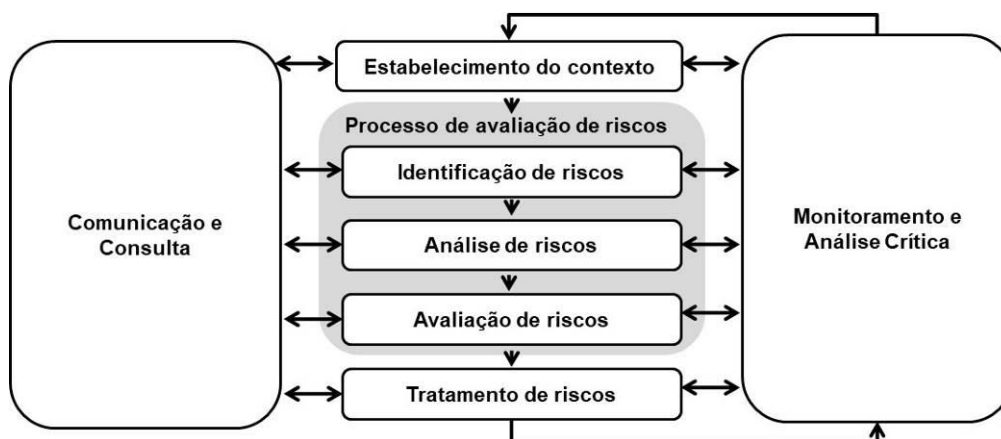 Estabelecimento do contexto
Processo de avaliação de riscos
Identificação de riscos
Comunicação e
Consulta
Análise de riscos
Monitoramento e
Análise Crítica
Avaliação de riscos
Tratamento de riscos